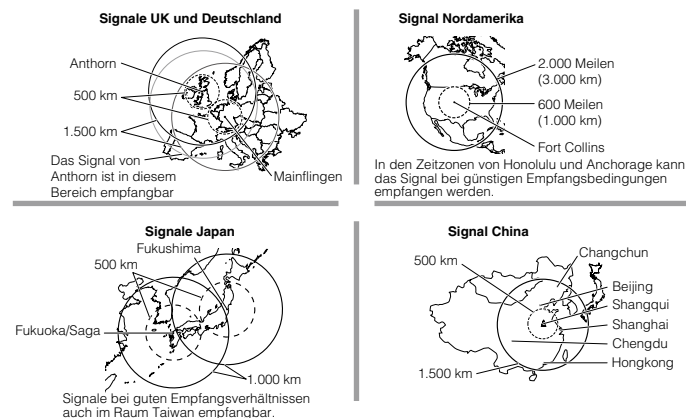 Signale UK und Deutschland
Anthorn
500 km
1.500 km
Das Signal von
Anthorn ist in diesem
Bereich empfangbar
Mainflingen
Signal Nordamerika
2.000 Meilen
(3.000 km)
600 Meilen
(1.000 km)
Fort Collins
In den Zeitzonen von Honolulu und Anchorage kann
das Signal bei günstigen Empfangsbedingungen
empfangen werden.
Signale Japan
Fukushima
500 km
Fukuoka/Saga
1.000 km
Signale bei guten Empfangsverhältnissen
auch im Raum Taiwan empfangbar.
Signal China
Changchun
500 km
Beijing
Shangqui
Shanghai
Chengdu
Hongkong
1.500 km